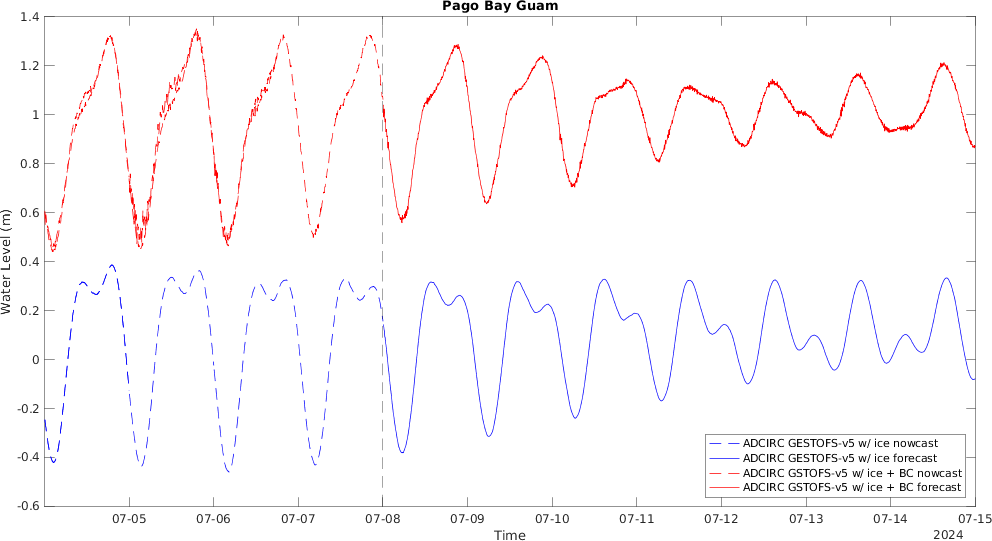 Pago Bay Guam
1.4
1.2
1
0.8
0.6
0.4
0.2
0
-0.2
-0.4
-0.6
Water Level (m)
ADCIRC GESTOFS-v5 w/ ice nowcast
ADCIRC GESTOFS-v5 w/ ice forecast
ADCIRC GSTOFS-v5 w/ ice + BC nowcast
ADCIRC GSTOFS-v5 w/ ice + BC forecast
07-05 07-06 07-07 07-08 07-09 07-10 07-11 07-12 07-13 07-14 07-15
Time
2024